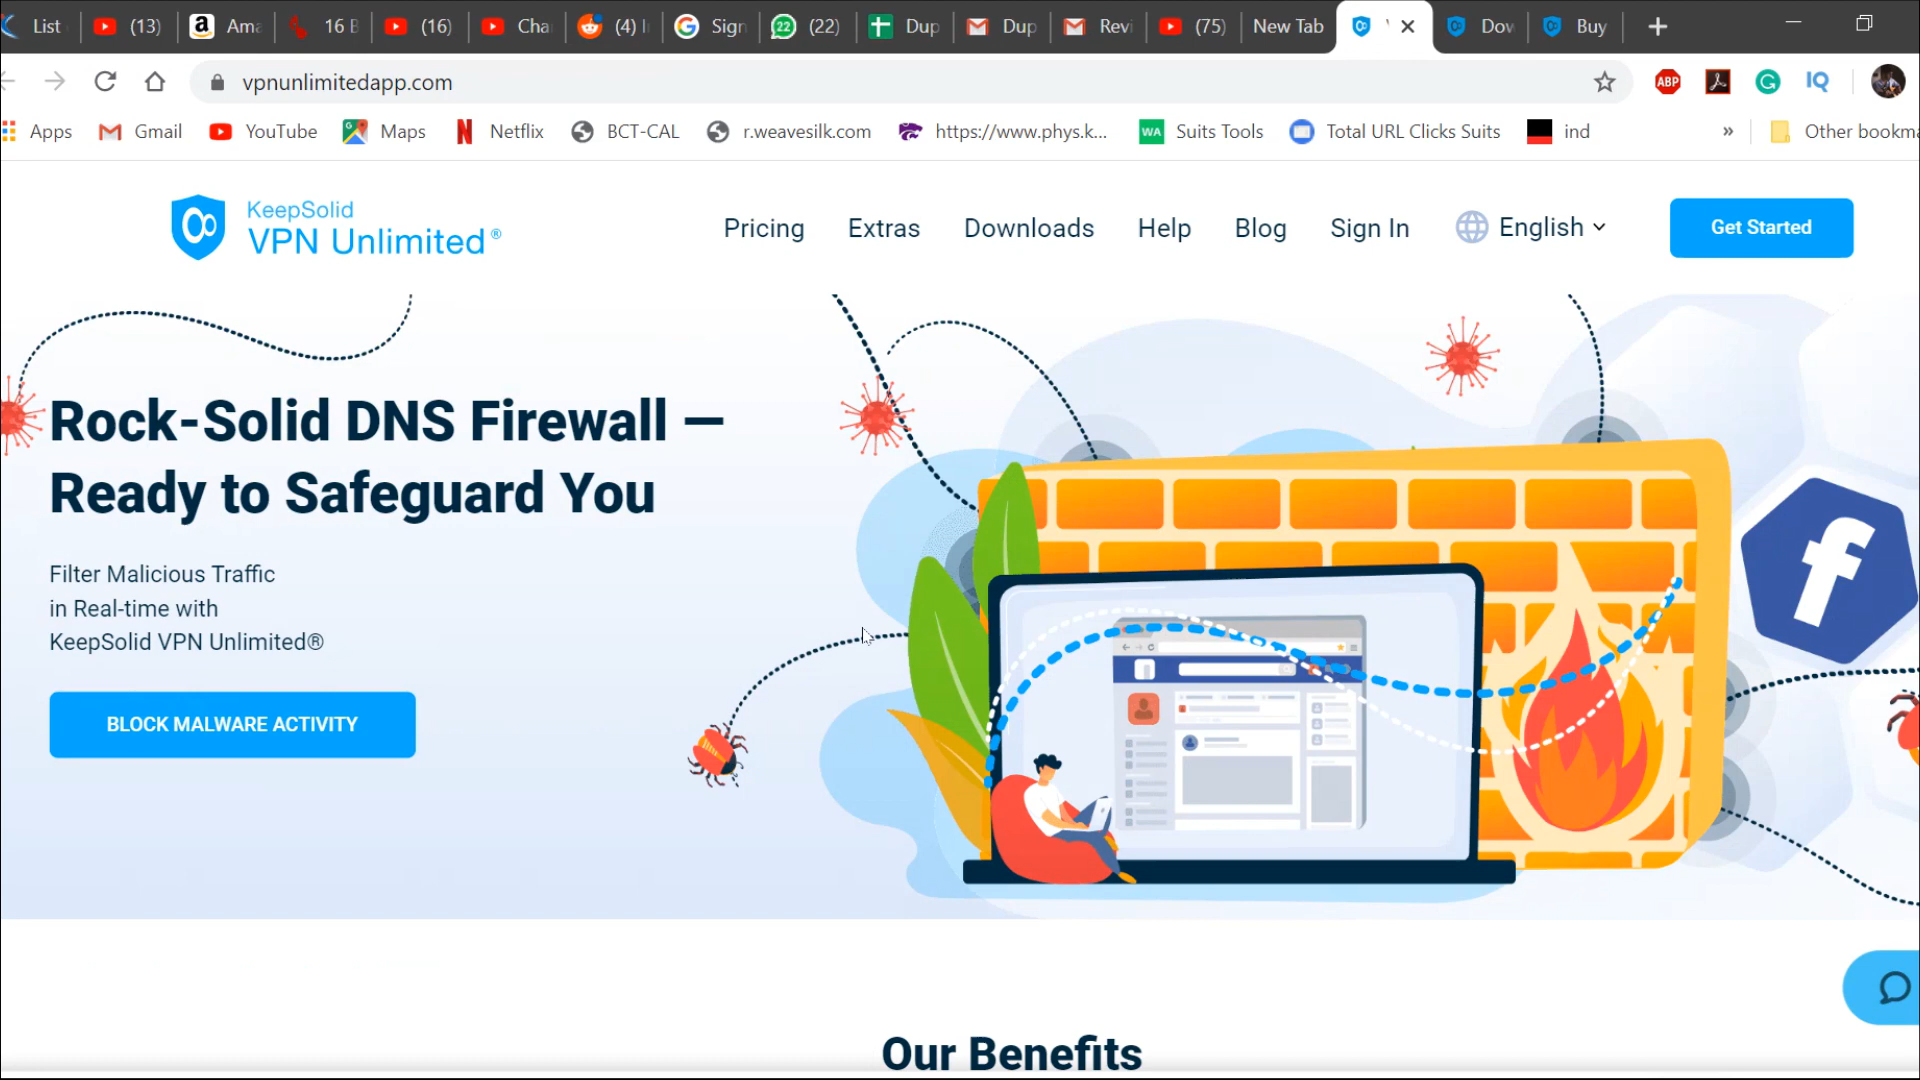 List
(13)
Ama
16 B
(16)
Cha
(4) I
Sign
22 (22)
Dup
Dup
Revi
(75)
New Tab
Dov
Buy
vpnunlimitedapp.com
ABP
IQ
Apps
Gmail
YouTube
Maps
Netflix
BCT-CAL
r.weavesilk.com
https://www.phys.k...
WA Suits Tools
Total URL Clicks Suits
ind
»
Other bookma
KeepSolid
VPN Unlimited®
Pricing
Extras
Downloads
Help
Blog
Sign In
English
Get Started
Rock-Solid DNS Firewall —
Ready to Safeguard You
Filter Malicious Traffic
in Real-time with
KeepSolid VPN Unlimited®
BLOCK MALWARE ACTIVITY
Our Benefits